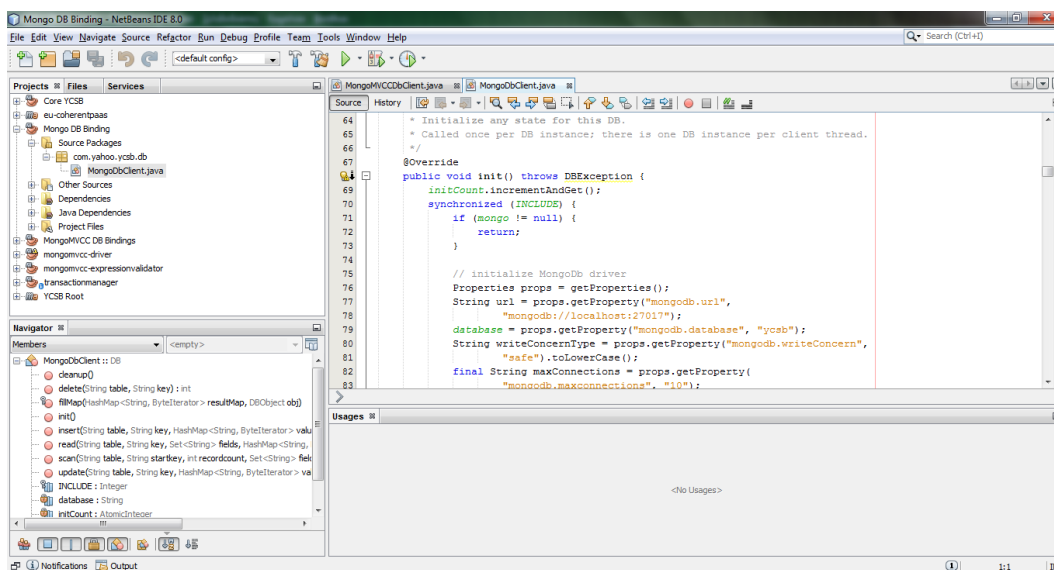 Mongo DB Binding - NetBeans IDE 8.0
File Edit View Navigate Source Refactor Run Debug Profile Team Tools Window Help
Search (Ctrl+I)
<default config>
Projects Files Services
Core YCSB
eu-coherentpaas
Mongo DB Binding
Source Packages
com.yahoo.ycsb.db
MongoDbClient.java
Other Sources
Dependencies
Java Dependencies
Project Files
MongoMVCC DB Bindings
mongomvcc-driver
mongomvcc-expressionvalidator
transactionmanager
YCSB Root
Navigator
Members <empty>
MongoDbClient :: DB
cleanup()
delete(String table, String key) : int
fillMap(HashMap<String, ByteIterator> resultMap, DBObject obj)
init()
insert(String table, String key, HashMap<String, ByteIterator> valu
read(String table, String key, Set<String> fields, HashMap<String,
scan(String table, String startkey, int recordcount, Set<String> field
update(String table, String key, HashMap<String, ByteIterator> va
INCLUDE : Integer
database : String
initCount : AtomicInteger
MongoMVCCDbClient.java MongoDbClient.java
Source History
64 * Initialize any state for this DB.
65 * Called once per DB instance; there is one DB instance per client thread.
66 */
67 @Override
public void init() throws DBException {
69 initCount.incrementAndGet();
70 synchronized (INCLUDE) {
71 if (mongo != null) {
72 return;
73 }
74
75 // initialize MongoDb driver
76 Properties props = getProperties();
77 String url = props.getProperty("mongodb.url",
78 "mongodb://localhost:27017");
79 database = props.getProperty("mongodb.database", "ycsb");
80 String writeConcernType = props.getProperty("mongodb.writeConcern",
81 "safe").toLowerCase();
82 final String maxConnections = props.getProperty(
83 "mongodb.maxconnections", "10");
Usages
<No Usages>
Notifications Output
1
1:1